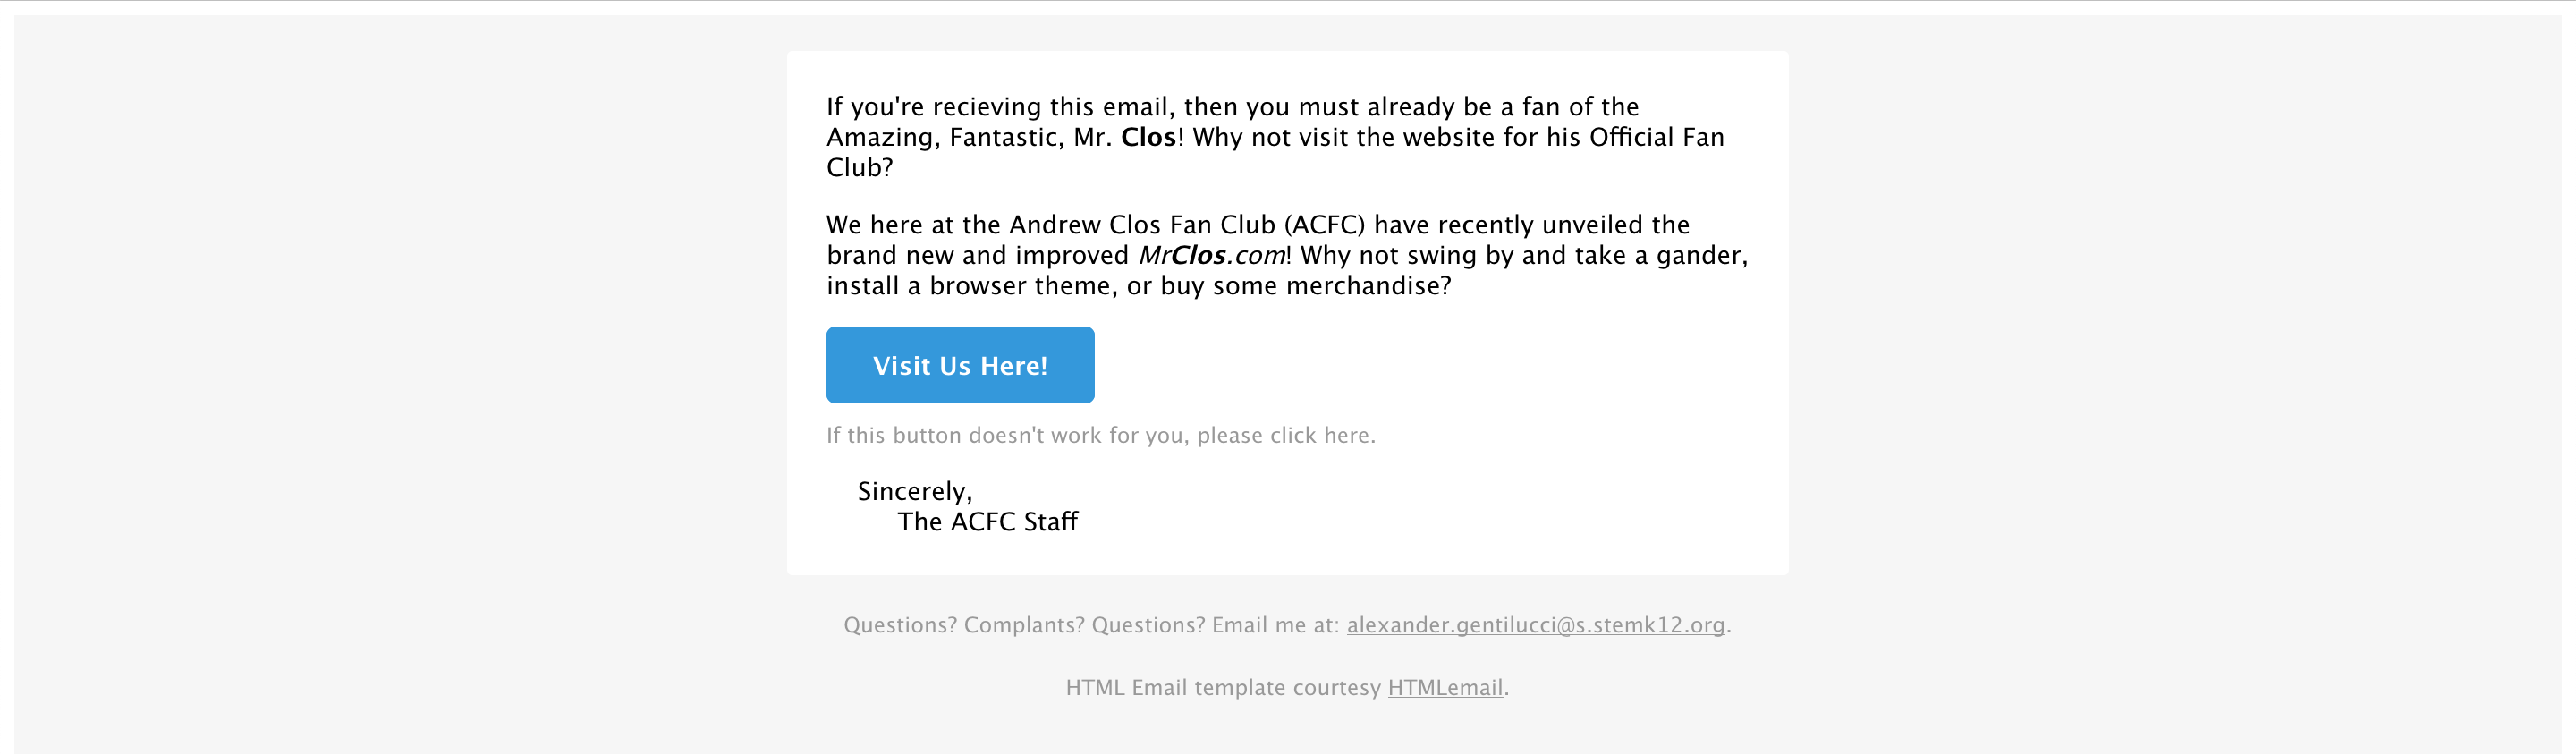 If you're recieving this email, then you must already be a fan of the
Amazing, Fantastic, Mr. Clos! Why not visit the website for his Official Fan
Club?
We here at the Andrew Clos Fan Club (ACFC) have recently unveiled the
brand new and improved MrClos.com! Why not swing by and take a gander,
install a browser theme, or buy some merchandise?
Visit Us Here!
If this button doesn't work for you, please click here.
Sincerely,
The ACFC Staff
Questions? Complants? Questions? Email me at: alexander.gentilucci@s.stemk12.org.
HTML Email template courtesy HTMLemail.